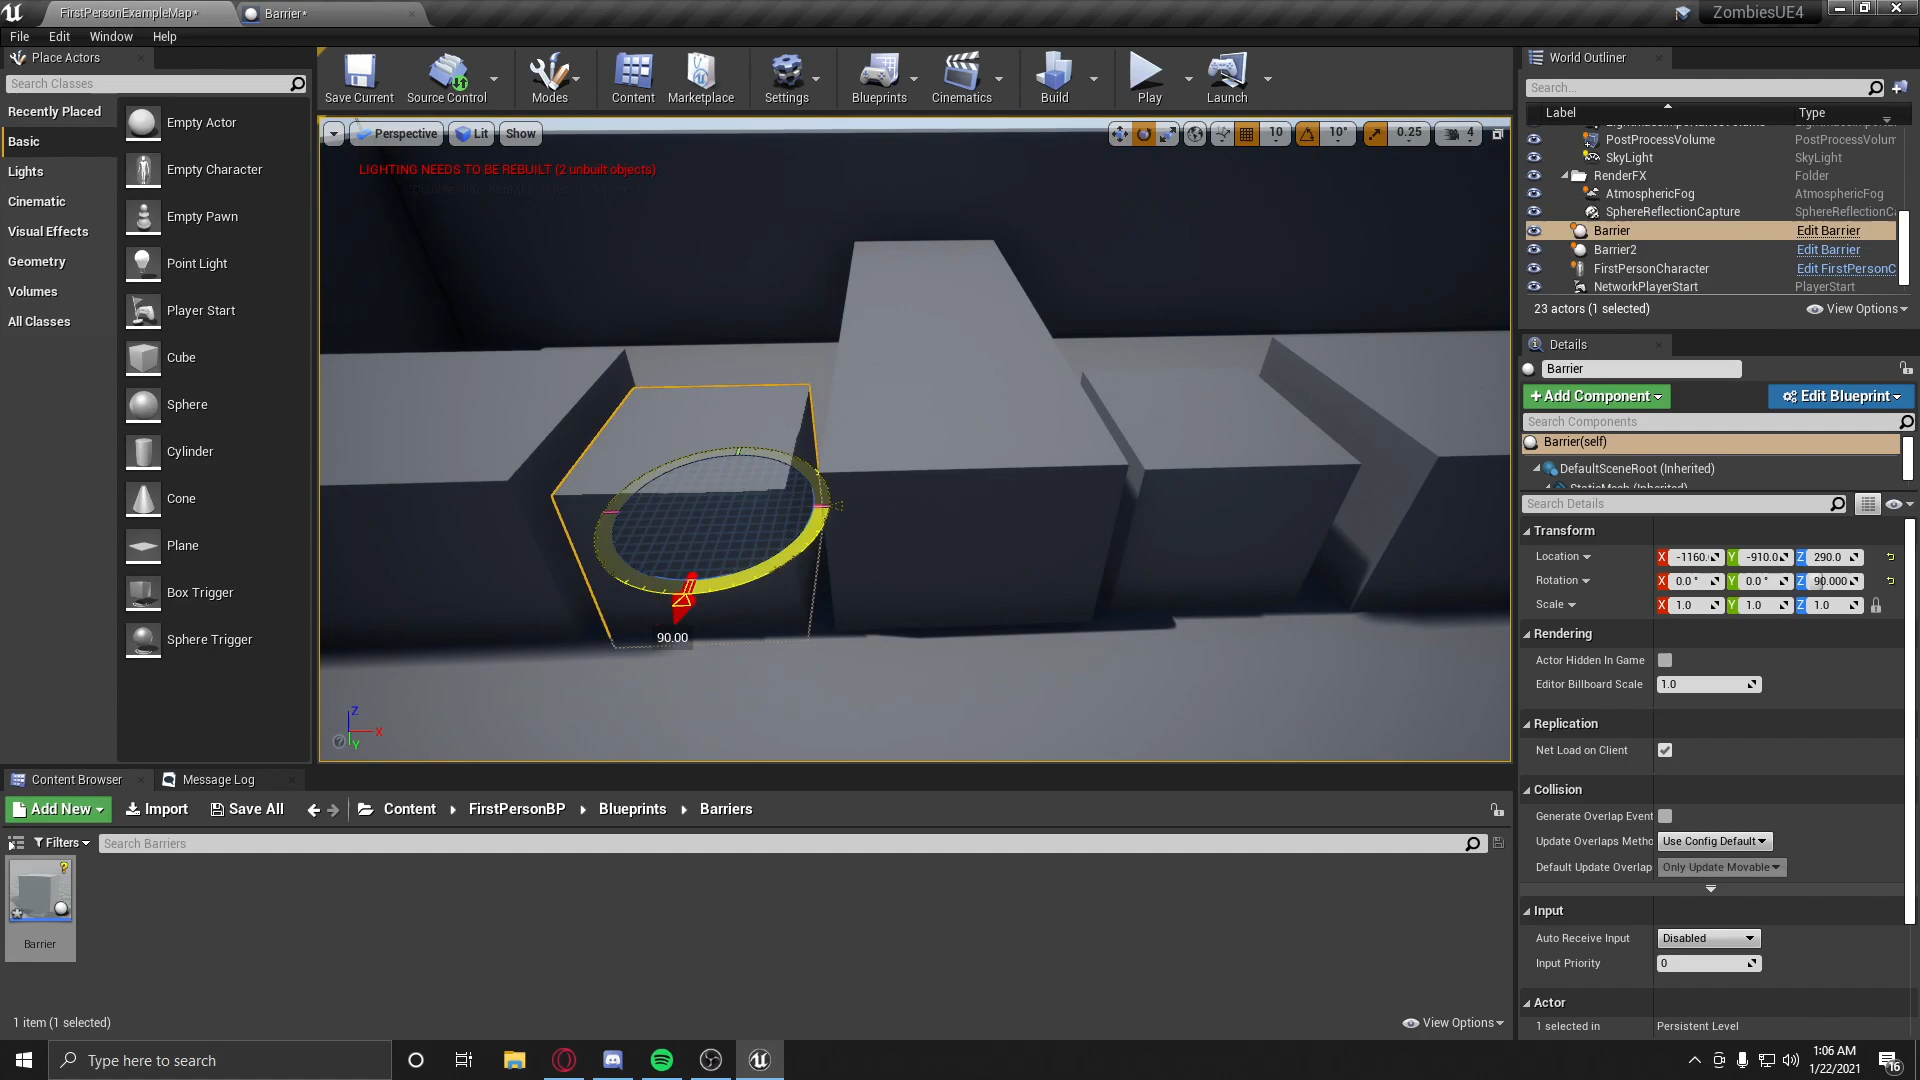 FirstPersonExampleMap*
Barrier*
ZombiesUE4
File Edit Window Help
Place Actors
Search Classes
Recently Placed
Basic
Lights
Cinematic
Visual Effects
Geometry
Volumes
All Classes
Empty Actor
Empty Character
Empty Pawn
Point Light
Player Start
Cube
Sphere
Cylinder
Cone
Plane
Box Trigger
Sphere Trigger
Save Current
Source Control
Modes
Content
Marketplace
Settings
Blueprints
Cinematics
Build
Play
Launch
Perspective
Lit
Show
10
10°
0.25
4
LIGHTING NEEDS TO BE REBUILT (2 unbuilt objects)
90.00
Z
X
Y
World Outliner
Search...
Label Type
PostProcessVolume PostProcessVolum
SkyLight SkyLight
RenderFX Folder
AtmosphericFog AtmosphericFog
SphereReflectionCapture SphereReflectionCa
Barrier Edit Barrier
Barrier2 Edit Barrier
FirstPersonCharacter Edit FirstPersonC
NetworkPlayerStart PlayerStart
23 actors (1 selected)
View Options
Details
Barrier
+Add Component
Edit Blueprint
Search Components
Barrier(self)
DefaultSceneRoot (Inherited)
Search Details
Transform
Location X -1160. Y -910.0 Z 290.0
Rotation X 0.0 ° Y 0.0 ° Z 90.000
Scale X 1.0 Y 1.0 Z 1.0
Rendering
Actor Hidden In Game
Editor Billboard Scale 1.0
Replication
Net Load on Client
Collision
Generate Overlap Event
Update Overlaps Metho Use Config Default
Default Update Overlap Only Update Movable
Input
Auto Receive Input Disabled
Input Priority 0
Actor
1 selected in Persistent Level
Content Browser
Message Log
Add New
Import
Save All
Content
FirstPersonBP
Blueprints
Barriers
Filters
Search Barriers
Barrier
1 item (1 selected)
View Options
Type here to search
1:06 AM
1/22/2021
16